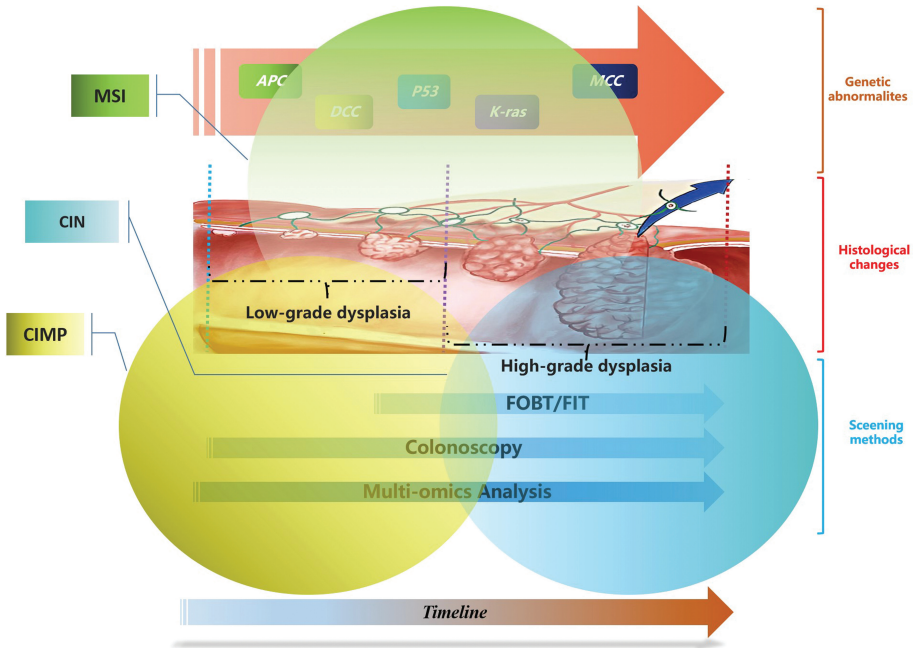 MSI
CIN
CIMP
APC
DCC
P53
K-ras
MCC
Genetic
abnormalites
Low-grade dysplasia
High-grade dysplasia
Histological
changes
FOBT/FIT
Colonoscopy
Multi-omics Analysis
Sceening
methods
Timeline